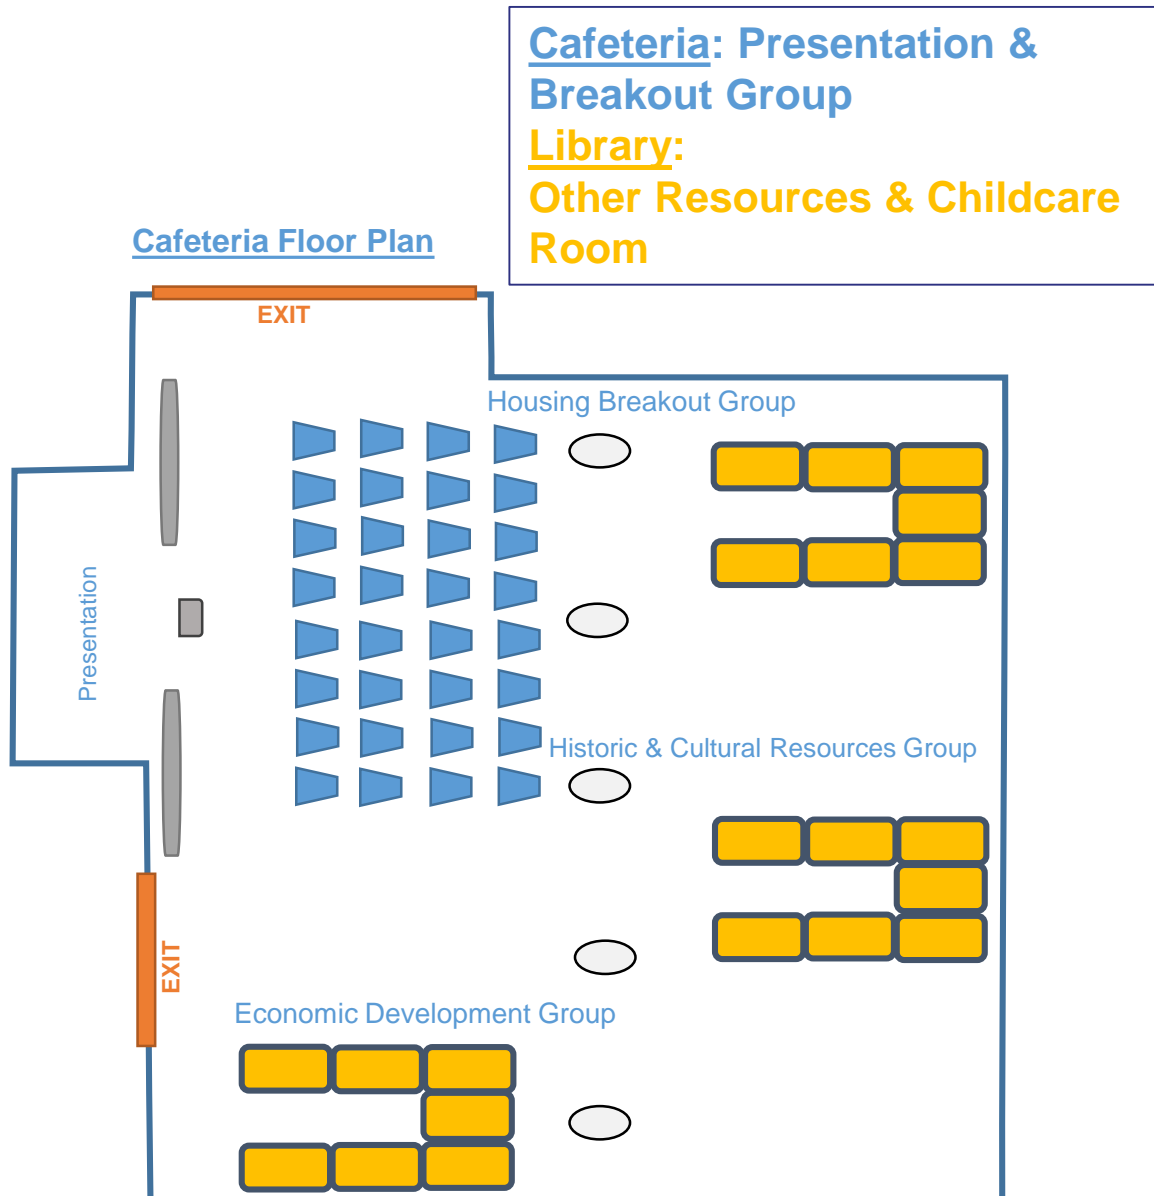 Cafeteria: Presentation &
Breakout Group
Library:
Other Resources & Childcare
Room
Cafeteria Floor Plan
EXIT
Housing Breakout Group
Presentation
Historic & Cultural Resources Group
EXIT
Economic Development Group